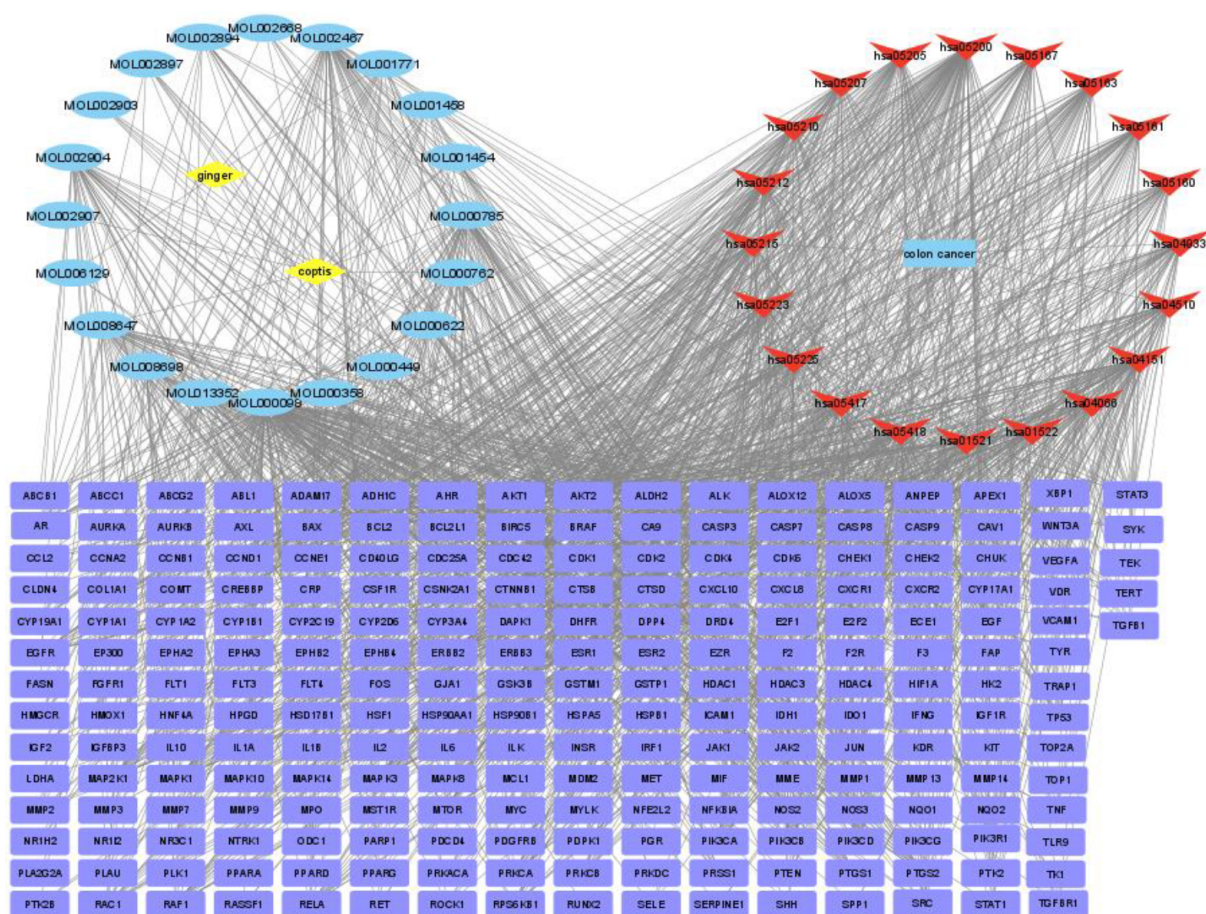 MOL002668
MOL002894
MOL002467
MOL002897
MOL001771
MOL002903
MOL001458
MOL002904
MOL001454
ginger
MOL002907
MOL000785
MOL006129
coptis
MOL000762
MOL008647
MOL000622
MOL008698
MOL000449
MOL013352
MOL000098
MOL000358
hsa05200
hsa05205
hsa05167
hsa05207
hsa05163
hsa05210
hsa05161
hsa05212
hsa05160
hsa05215
colon cancer
hsa04933
hsa05223
hsa04510
hsa05225
hsa04151
hsa05417
hsa04066
hsa05418
hsa01521
hsa01522
ABCB1 ABCC1 ABCG2 ABL1 ADAM17 ADH1C AHR AKT1 AKT2 ALDH2 ALK ALOX12 ALOX5 ANPEP APEX1 XBP1 STAT3
AR AURKA AURKB AXL BAX BCL2 BCL2L1 BIRC5 BRAF CA9 CASP3 CASP7 CASP8 CASP9 CAV1 WNT3A SYK
CCL2 CCNA2 CCNB1 CCND1 CCNE1 CD40LG CDC25A CDC42 CDK1 CDK2 CDK4 CDK6 CHEK1 CHEK2 CHUK VEGFA TEK
CLDN4 COL1A1 COMT CREBBP CRP CSF1R CSNK2A1 CTNNB1 CTSB CTSD CXCL10 CXCL8 CXCR1 CXCR2 CYP17A1 VDR TERT
CYP19A1 CYP1A1 CYP1A2 CYP1B1 CYP2C19 CYP2D6 CYP3A4 DAPK1 DHFR DPP4 DRD4 E2F1 E2F2 ECE1 EGF VCAM1 TGFB1
EGFR EP300 EPHA2 EPHA3 EPHB2 EPHB4 ERBB2 ERBB3 ESR1 ESR2 EZR F2 F2R F3 FAP TYR
FASN FGFR1 FLT1 FLT3 FLT4 FOS GJA1 GSK3B GSTM1 GSTP1 HDAC1 HDAC3 HDAC4 HIF1A HK2 TRAP1
HMGCR HMOX1 HNF4A HPGD HSD17B1 HSF1 HSP90AA1 HSP90B1 HSPA5 HSPB1 ICAM1 IDH1 IDO1 IFNG IGF1R TP53
IGF2 IGFBP3 IL10 IL1A IL1B IL2 IL6 ILK INSR IRF1 JAK1 JAK2 JUN KDR KIT TOP2A
LDHA MAP2K1 MAPK1 MAPK10 MAPK14 MAPK3 MAPK8 MCL1 MDM2 MET MIF MME MMP1 MMP13 MMP14 TOP1
MMP2 MMP3 MMP7 MMP9 MPO MST1R MTOR MYC MYLK NFE2L2 NFKBIA NOS2 NOS3 NQO1 NQO2 TNF
NR1H2 NR1I2 NR3C1 NTRK1 ODC1 PARP1 PDCD4 PDGFRB PDPK1 PGR PIK3CA PIK3CB PIK3CD PIK3CG PIK3R1 TLR9
PLA2G2A PLAU PLK1 PPARA PPARD PPARG PRKACA PRKCA PRKCB PRKDC PRSS1 PTEN PTGS1 PTGS2 PTK2 TK1
PTK2B RAC1 RAF1 RASSF1 RELA RET ROCK1 RPS6KB1 RUNX2 SELE SERPINE1 SHH SPP1 SRC STAT1 TGFBR1